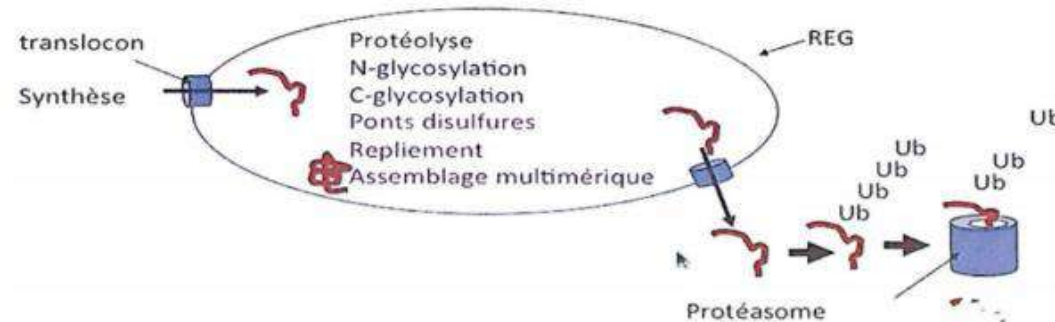 translocon
Synthèse
Protéolyse
N-glycosylation
C-glycosylation
Ponts disulfures
Repliement
Assemblage multimérique
REG
Ub
Ub
Ub
Ub
Ub
Ub
Ub
Protéasome